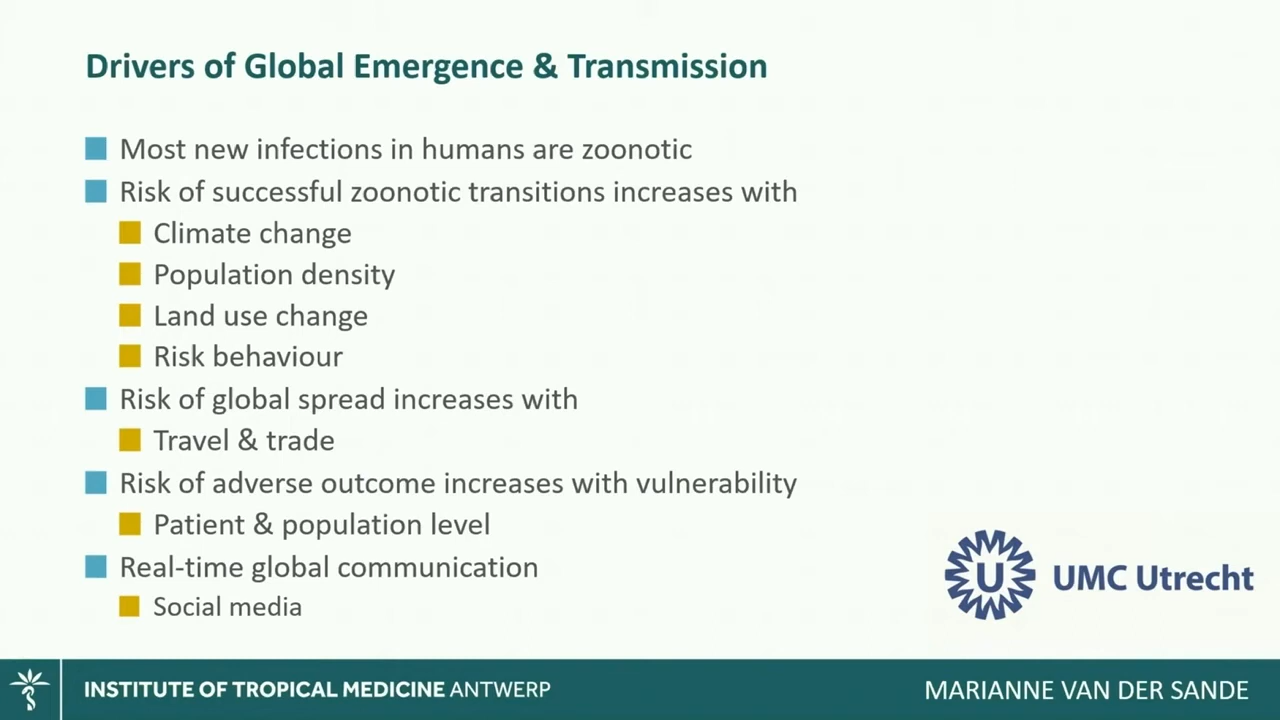 Drivers of Global Emergence & Transmission
Most new infections in humans are zoonotic
Risk of successful zoonotic transitions increases with
Climate change
Population density
Land use change
Risk behaviour
Risk of global spread increases with
Travel & trade
Risk of adverse outcome increases with vulnerability
Patient & population level
Real-time global communication
Social media
U UMC Utrecht
INSTITUTE OF TROPICAL MEDICINE ANTWERP
MARIANNE VAN DER SANDE